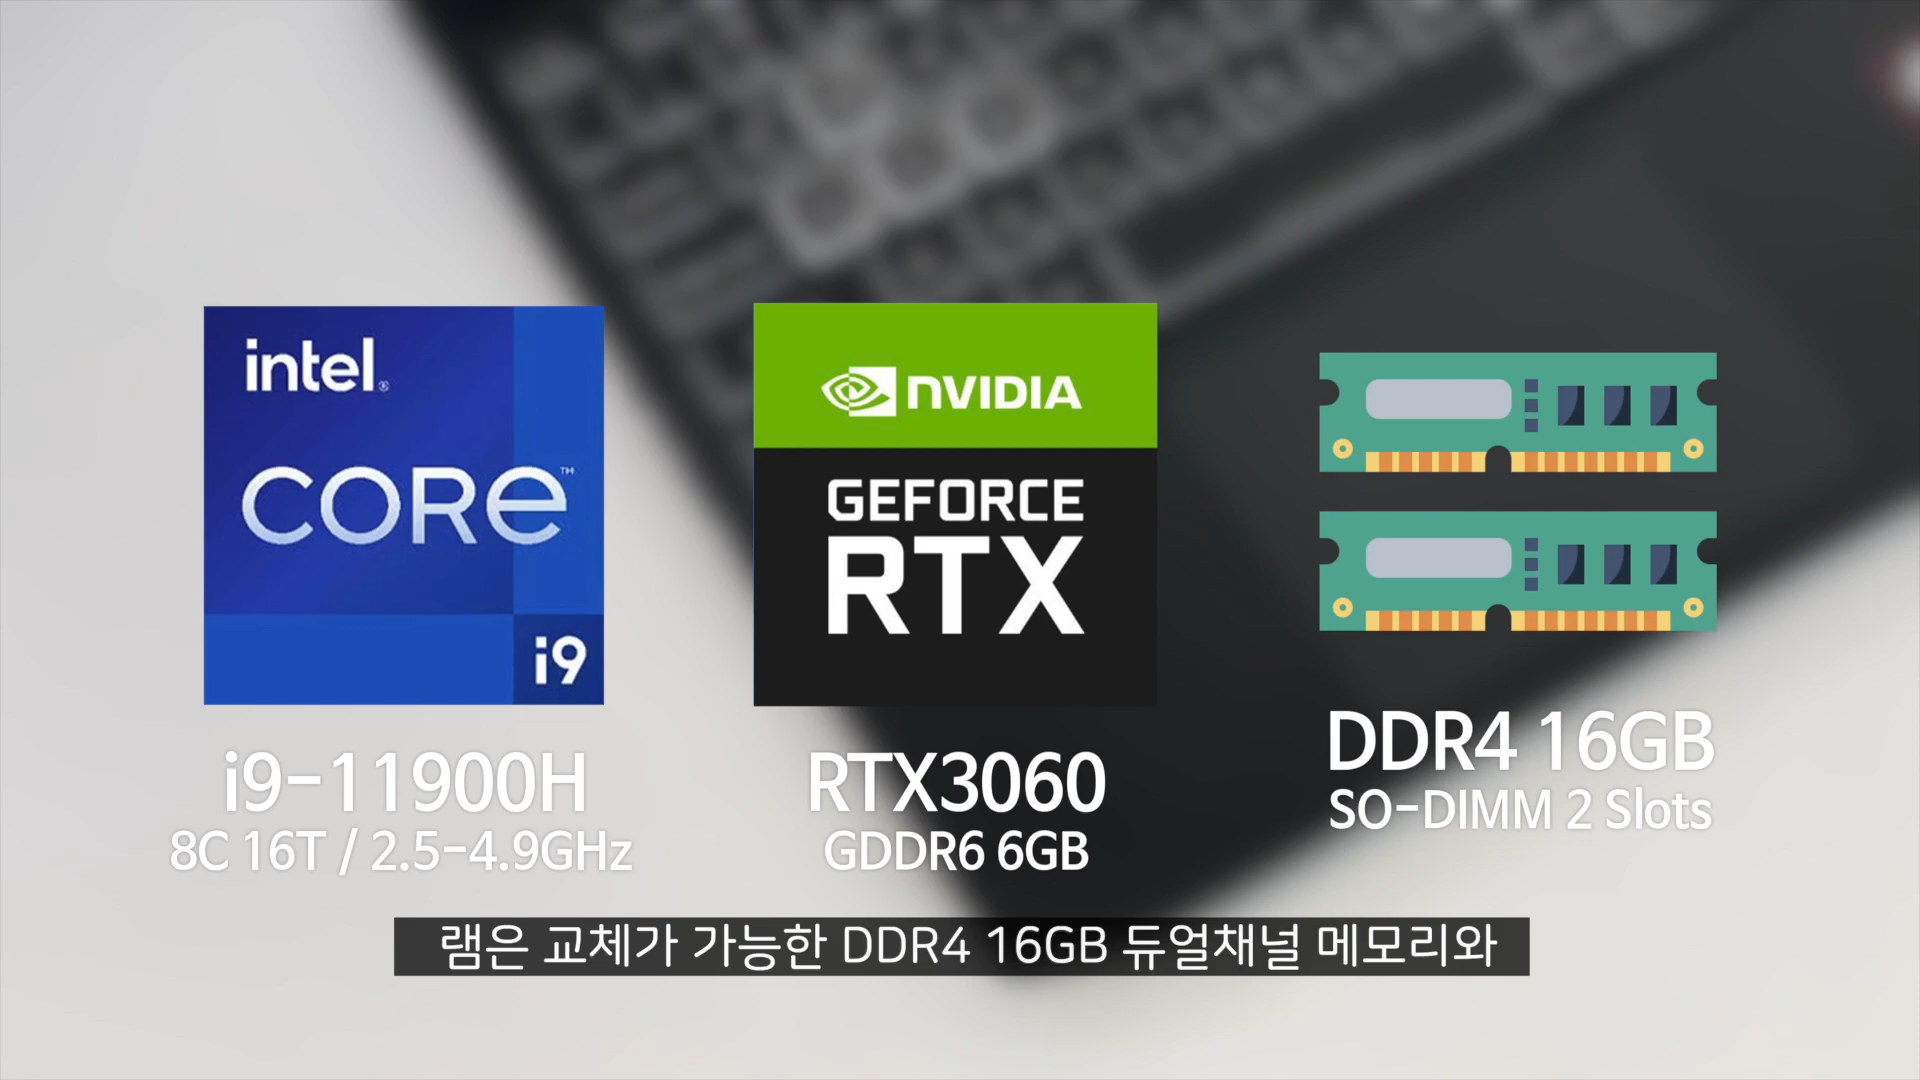 intel®
CORE™
i9
i9-11900H
8C 16T / 2.5-4.9GHz
NVIDIA
GEFORCE
RTX
RTX3060
GDDR6 6GB
DDR4 16GB
SO-DIMM 2 Slots
램은 교체가 가능한 DDR4 16GB 듀얼채널 메모리와